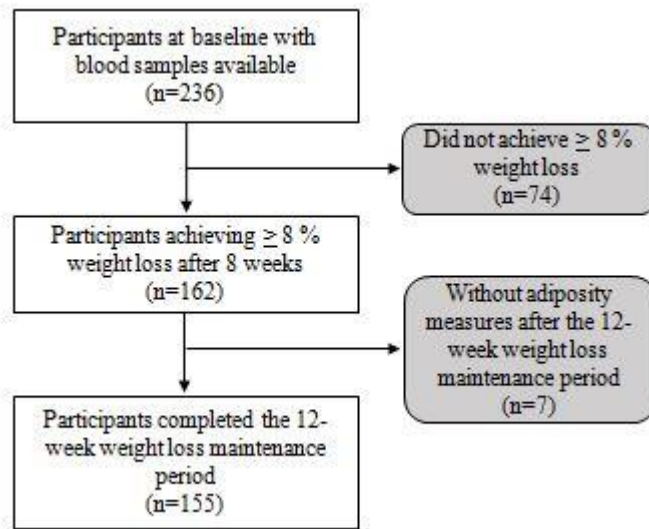 Participants at baseline with
blood samples available
(n=236)
Did not achieve ≥ 8 %
weight loss
(n=74)
Participants achieving ≥ 8 %
weight loss after 8 weeks
(n=162)
Without adiposity
measures after the 12-
week weight loss
maintenance period
(n=7)
Participants completed the 12-
week weight loss maintenance
period
(n=155)